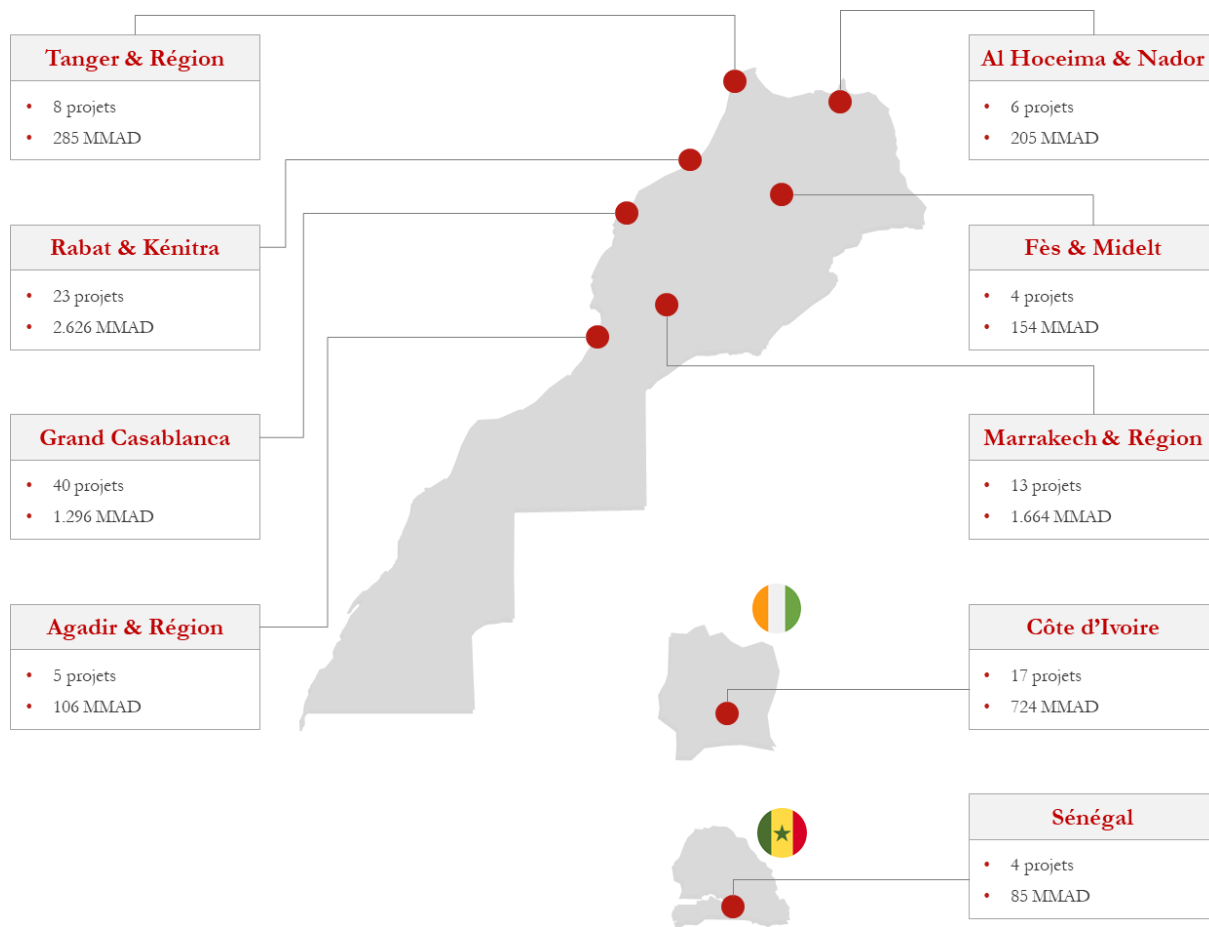 Tanger & Région
• 8 projets
• 285 MMAD
Al Hoceima & Nador
• 6 projets
• 205 MMAD
Rabat & Kénitra
• 23 projets
• 2.626 MMAD
Fès & Midelt
• 4 projets
• 154 MMAD
Grand Casablanca
• 40 projets
• 1.296 MMAD
Marrakech & Région
• 13 projets
• 1.664 MMAD
Agadir & Région
• 5 projets
• 106 MMAD
Côte d’Ivoire
• 17 projets
• 724 MMAD
Sénégal
• 4 projets
• 85 MMAD